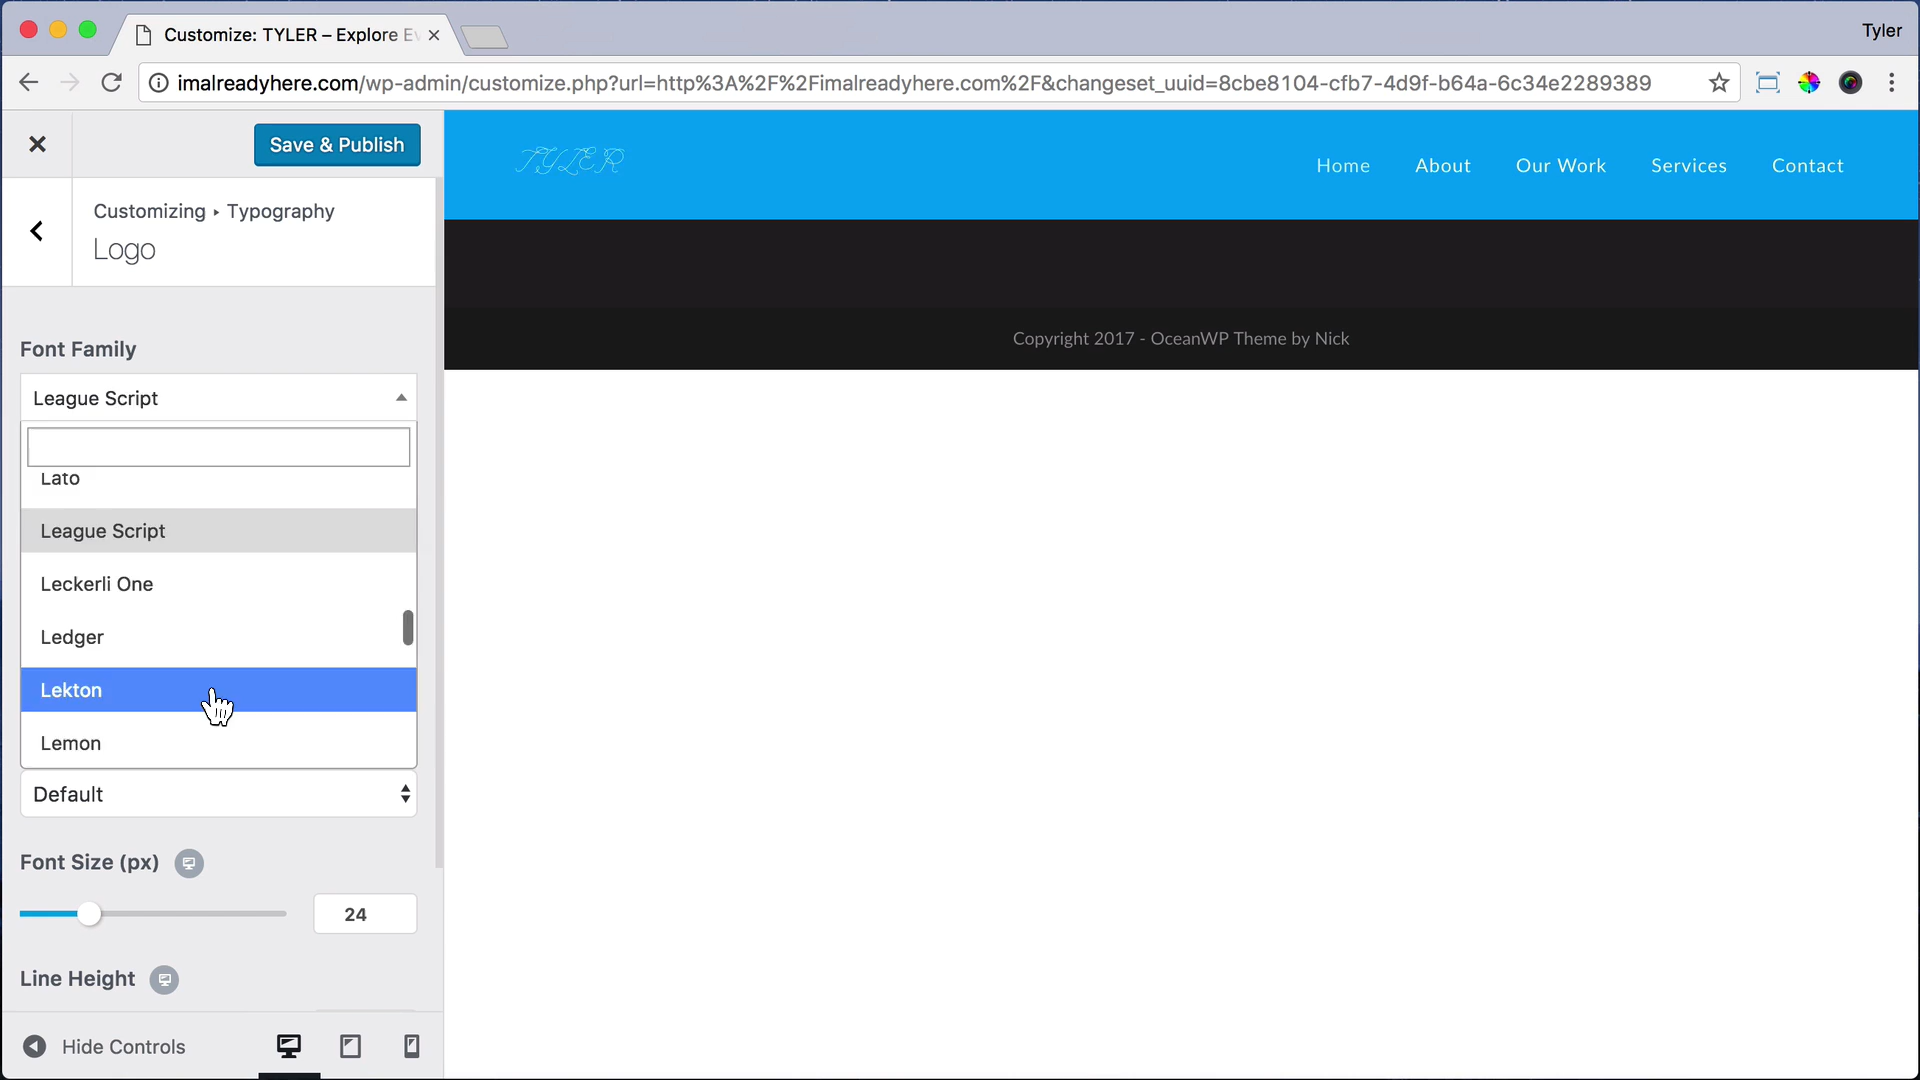 Customize: TYLER – Explore Ev
Tyler
imalreadyhere.com/wp-admin/customize.php?url=http%3A%2F%2Fimalreadyhere.com%2F&changeset_uuid=8cbe8104-cfb7-4d9f-b64a-6c34e2289389
Save & Publish
Customizing ▸ Typography
Logo
Font Family
League Script
Lato
League Script
Leckerli One
Ledger
Lekton
Lemon
Default
Font Size (px)
24
Line Height
Hide Controls
TYLER
Home About Our Work Services Contact
Copyright 2017 - OceanWP Theme by Nick